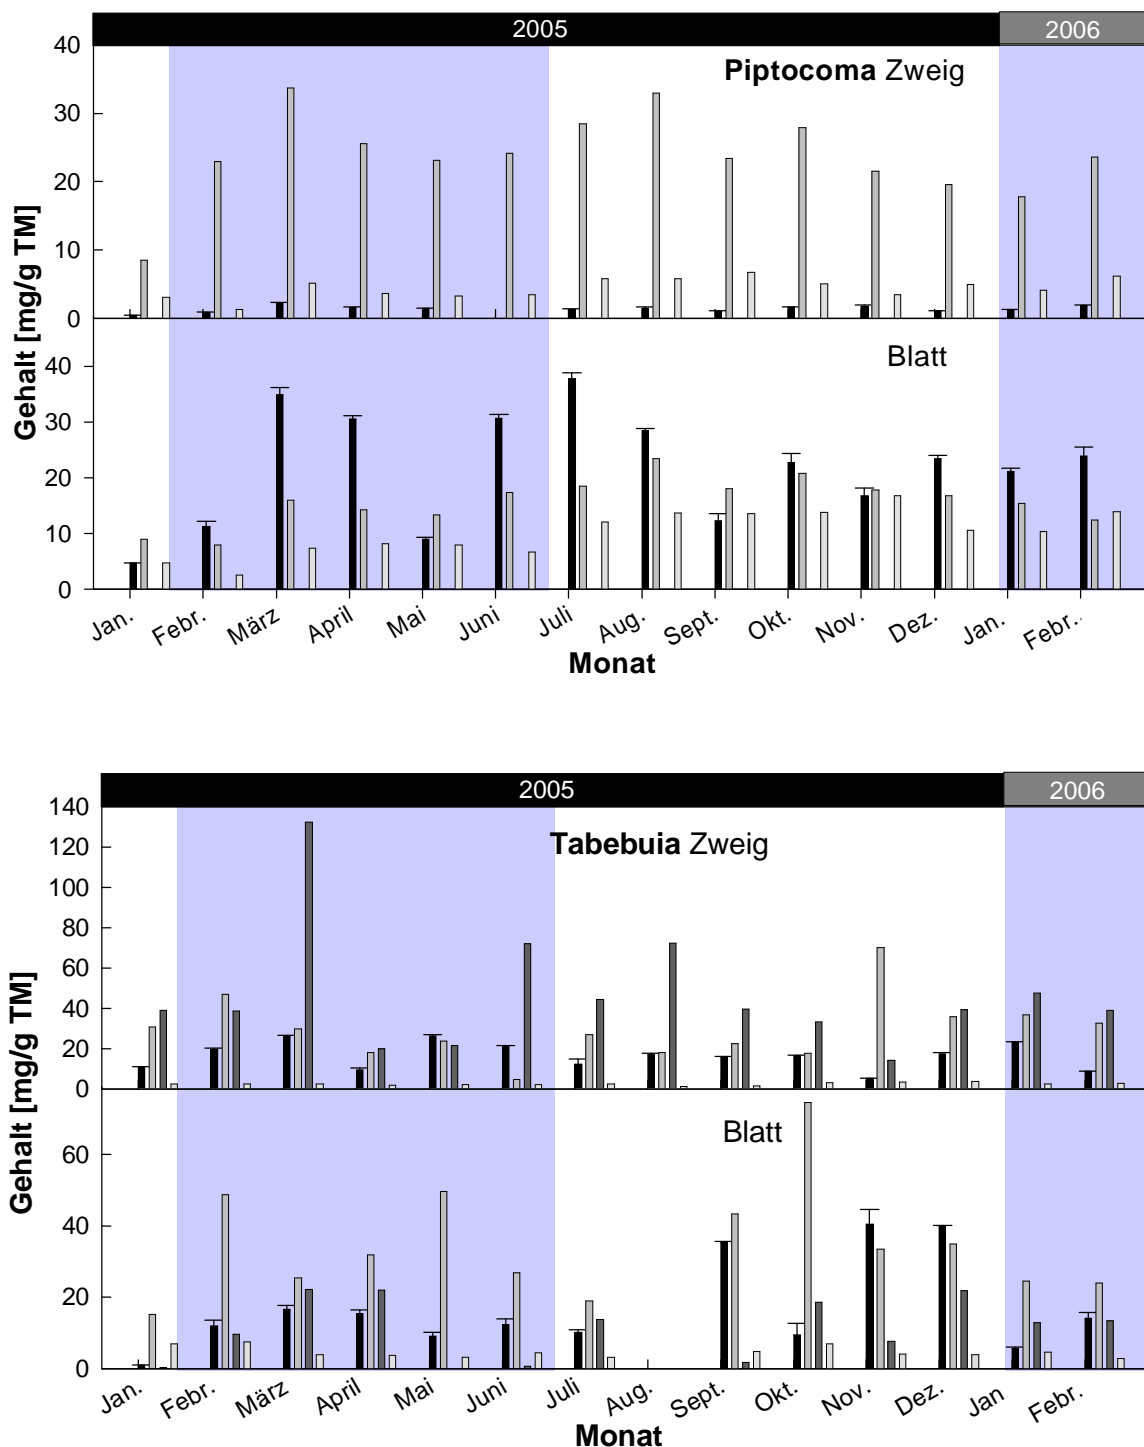 2005 2006
40
Piptocoma Zweig
30
20
10
0
Blatt
40
30
20
10
0
Gehalt [mg/g TM]
Jan. Febr. März April Mai Juni Juli Aug. Sept. Okt. Nov. Dez. Jan. Febr..
Monat
2005 2006
140
Tabebuia Zweig
120
100
80
60
40
20
0
Blatt
60
40
20
0
Gehalt [mg/g TM]
Jan. Febr. März April Mai Juni Juli Aug. Sept. Okt. Nov. Dez. Jan Febr.
Monat